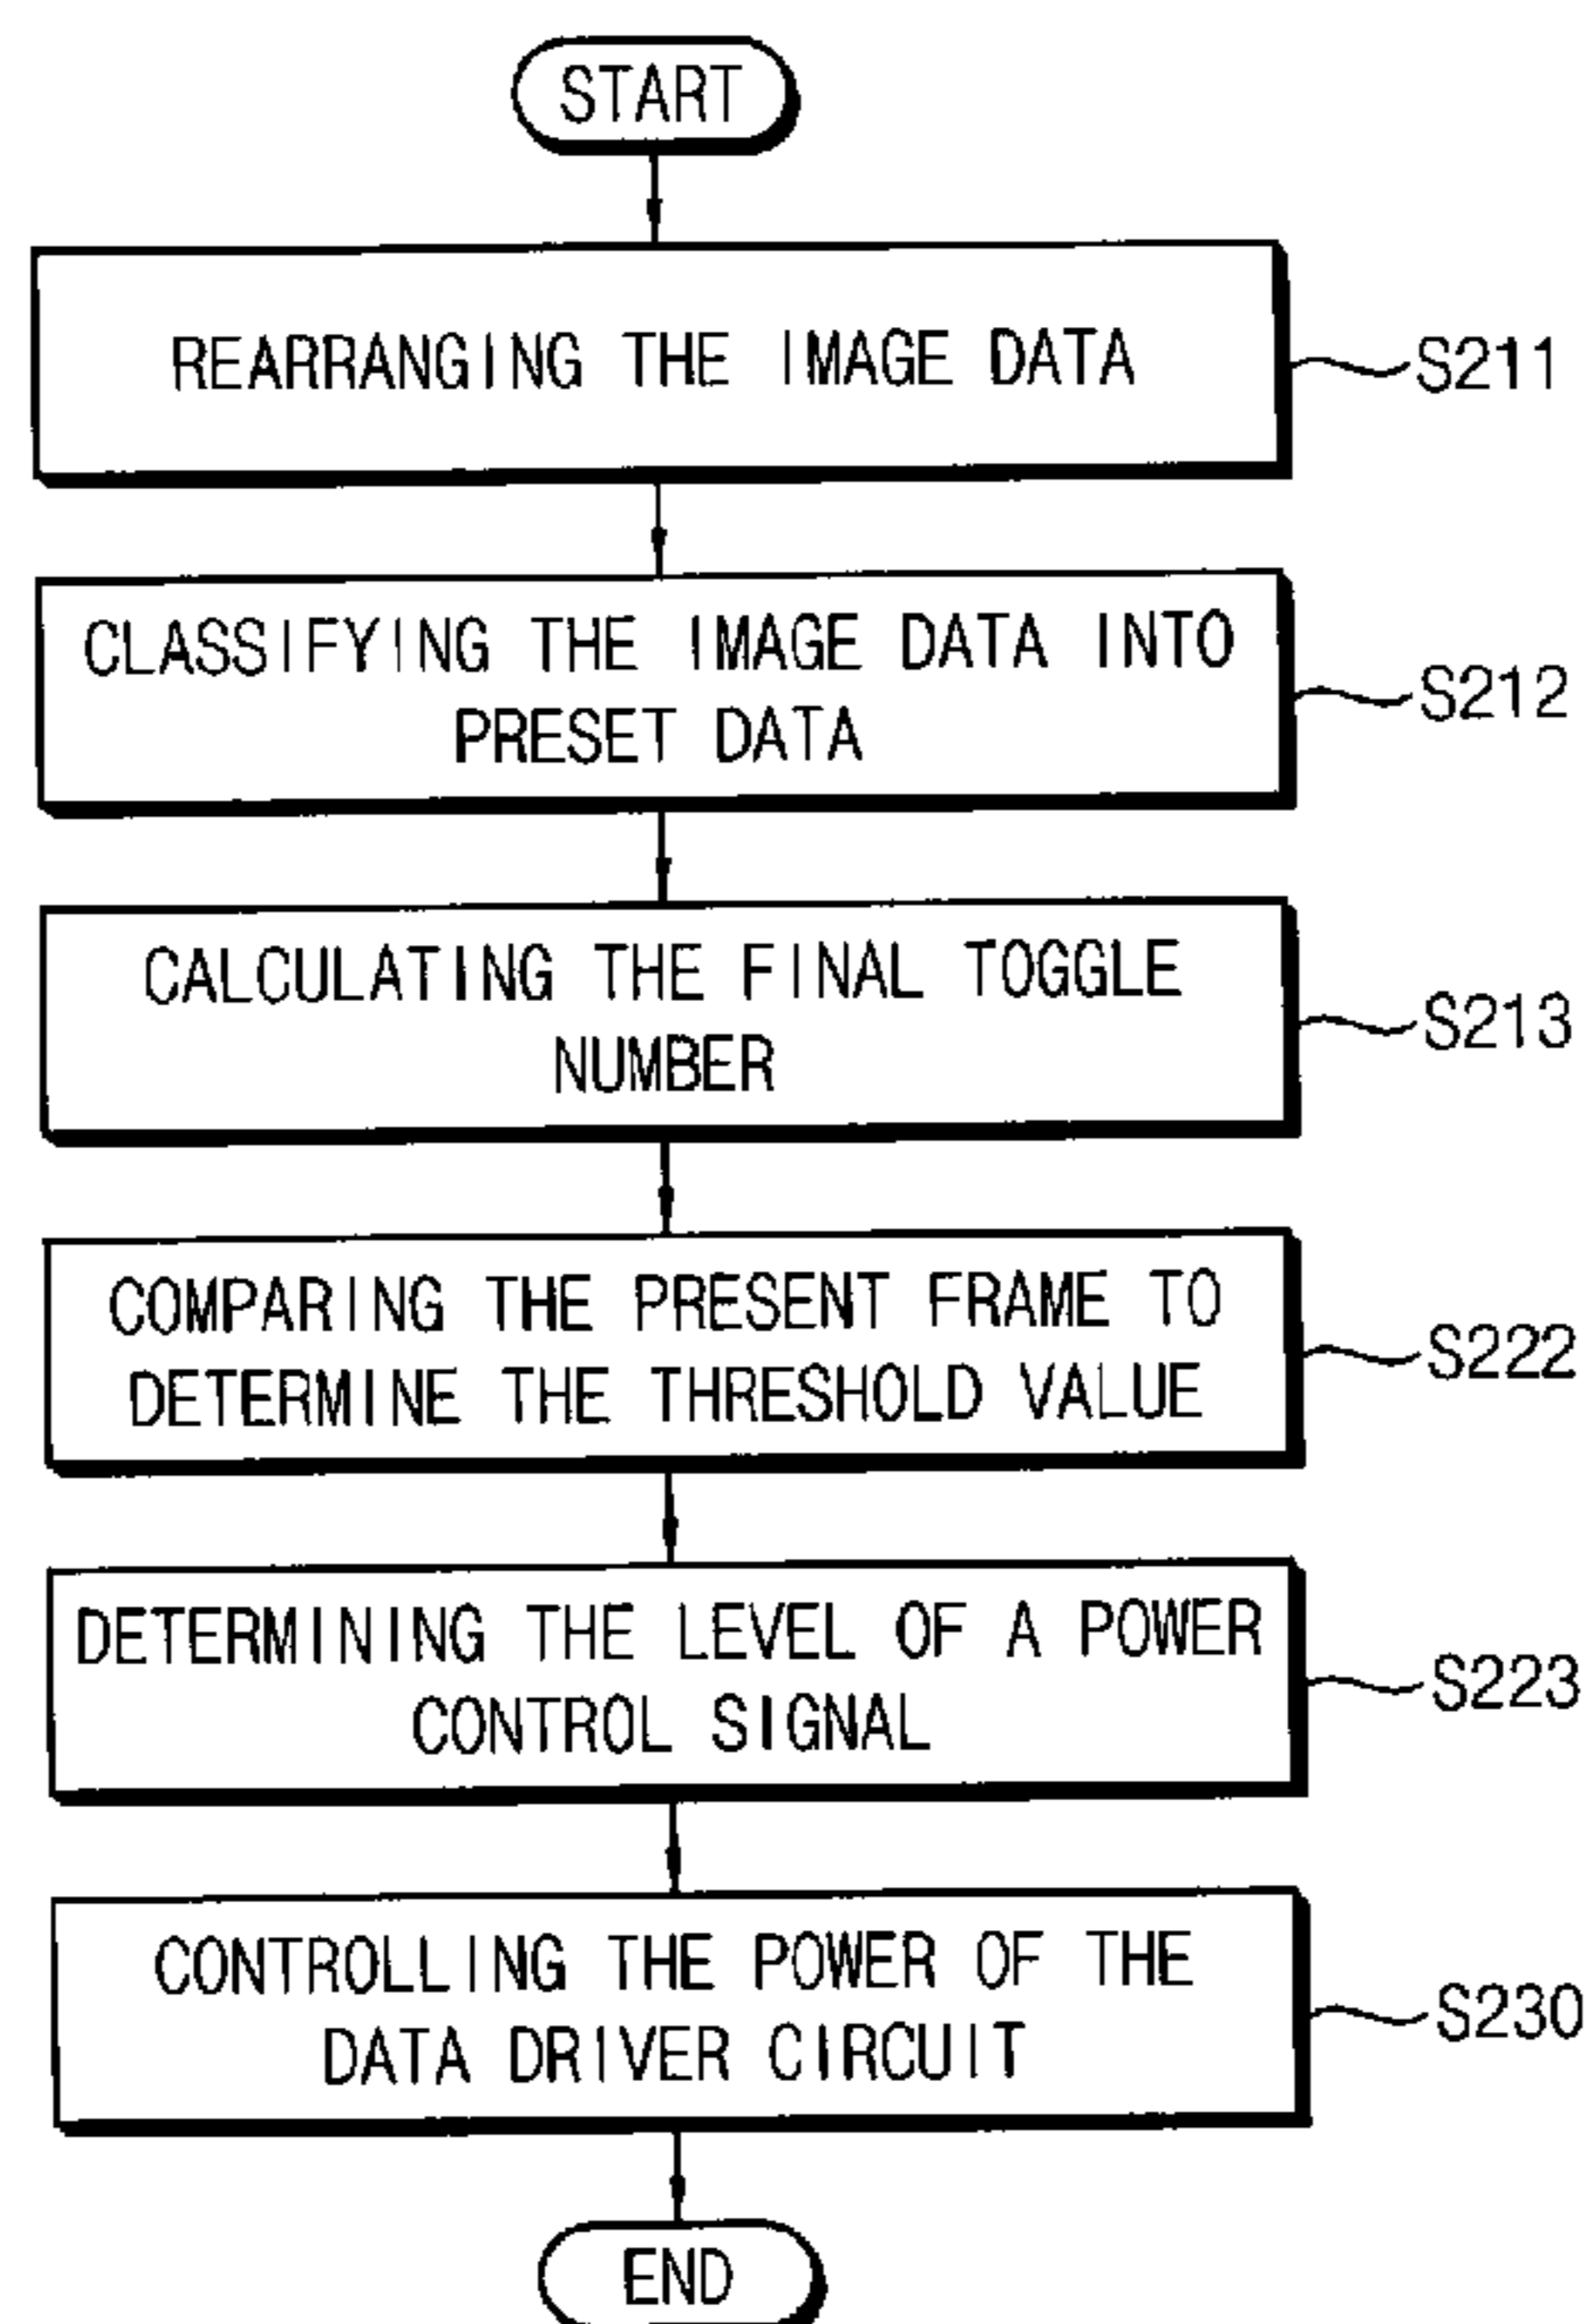 START
REARRANGING THE IMAGE DATA
S211
CLASSIFYING THE IMAGE DATA INTO
PRESET DATA
S212
CALCULATING THE FINAL TOGGLE
NUMBER
S213
COMPARING THE PRESENT FRAME TO
DETERMINE THE THRESHOLD VALUE
S222
DETERMINING THE LEVEL OF A POWER
CONTROL SIGNAL
S223
CONTROLLING THE POWER OF THE
DATA DRIVER CIRCUIT
S230
END